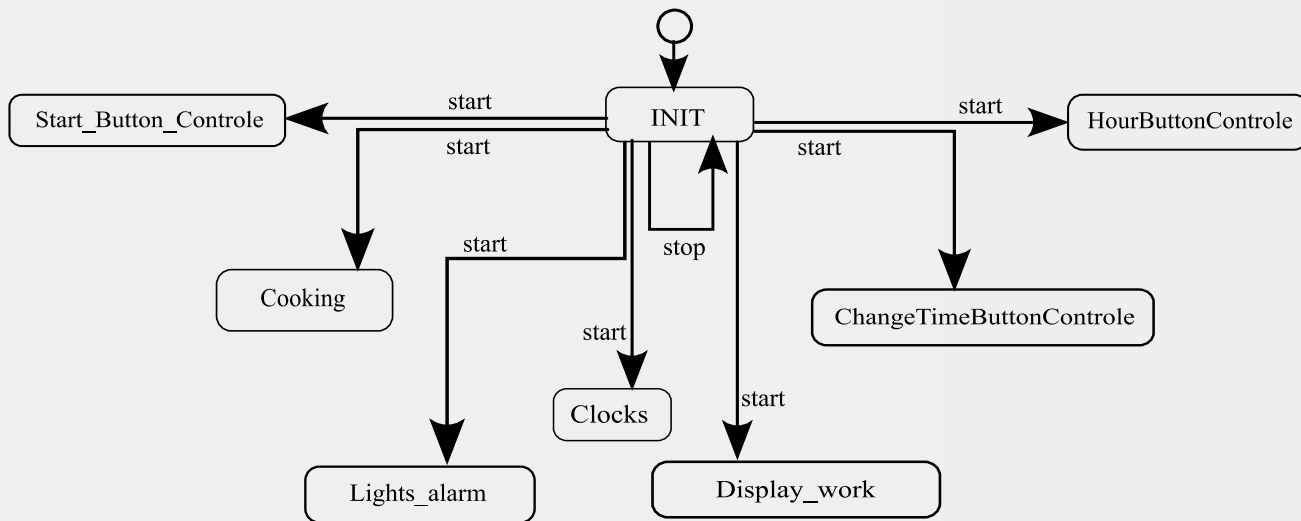 start
INIT
start
Start_Button_Controle
HourButtonControle
start
start
start
stop
Cooking
ChangeTimeButtonControle
start
start
Clocks
Lights_alarm
Display_work